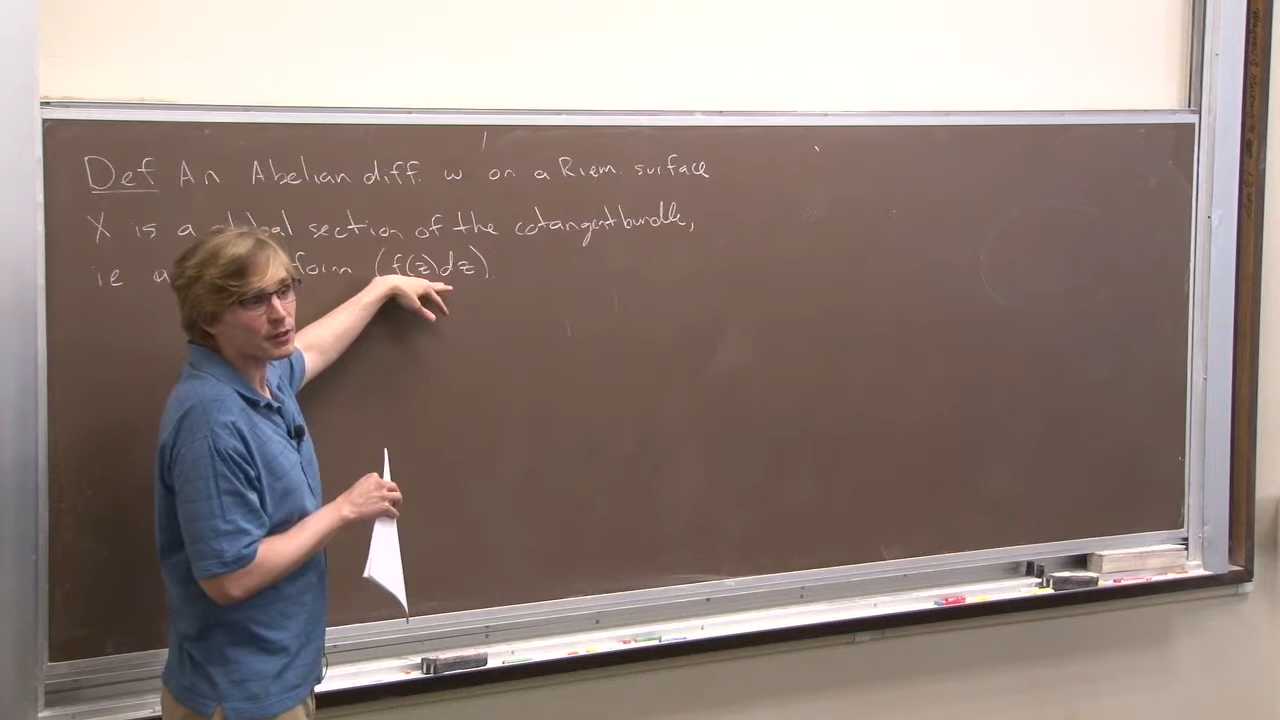 Def An Abelian diff. ω on a Riem. surface
X is a global section of the cotangent bundle,
ie a form (f(z)dz).